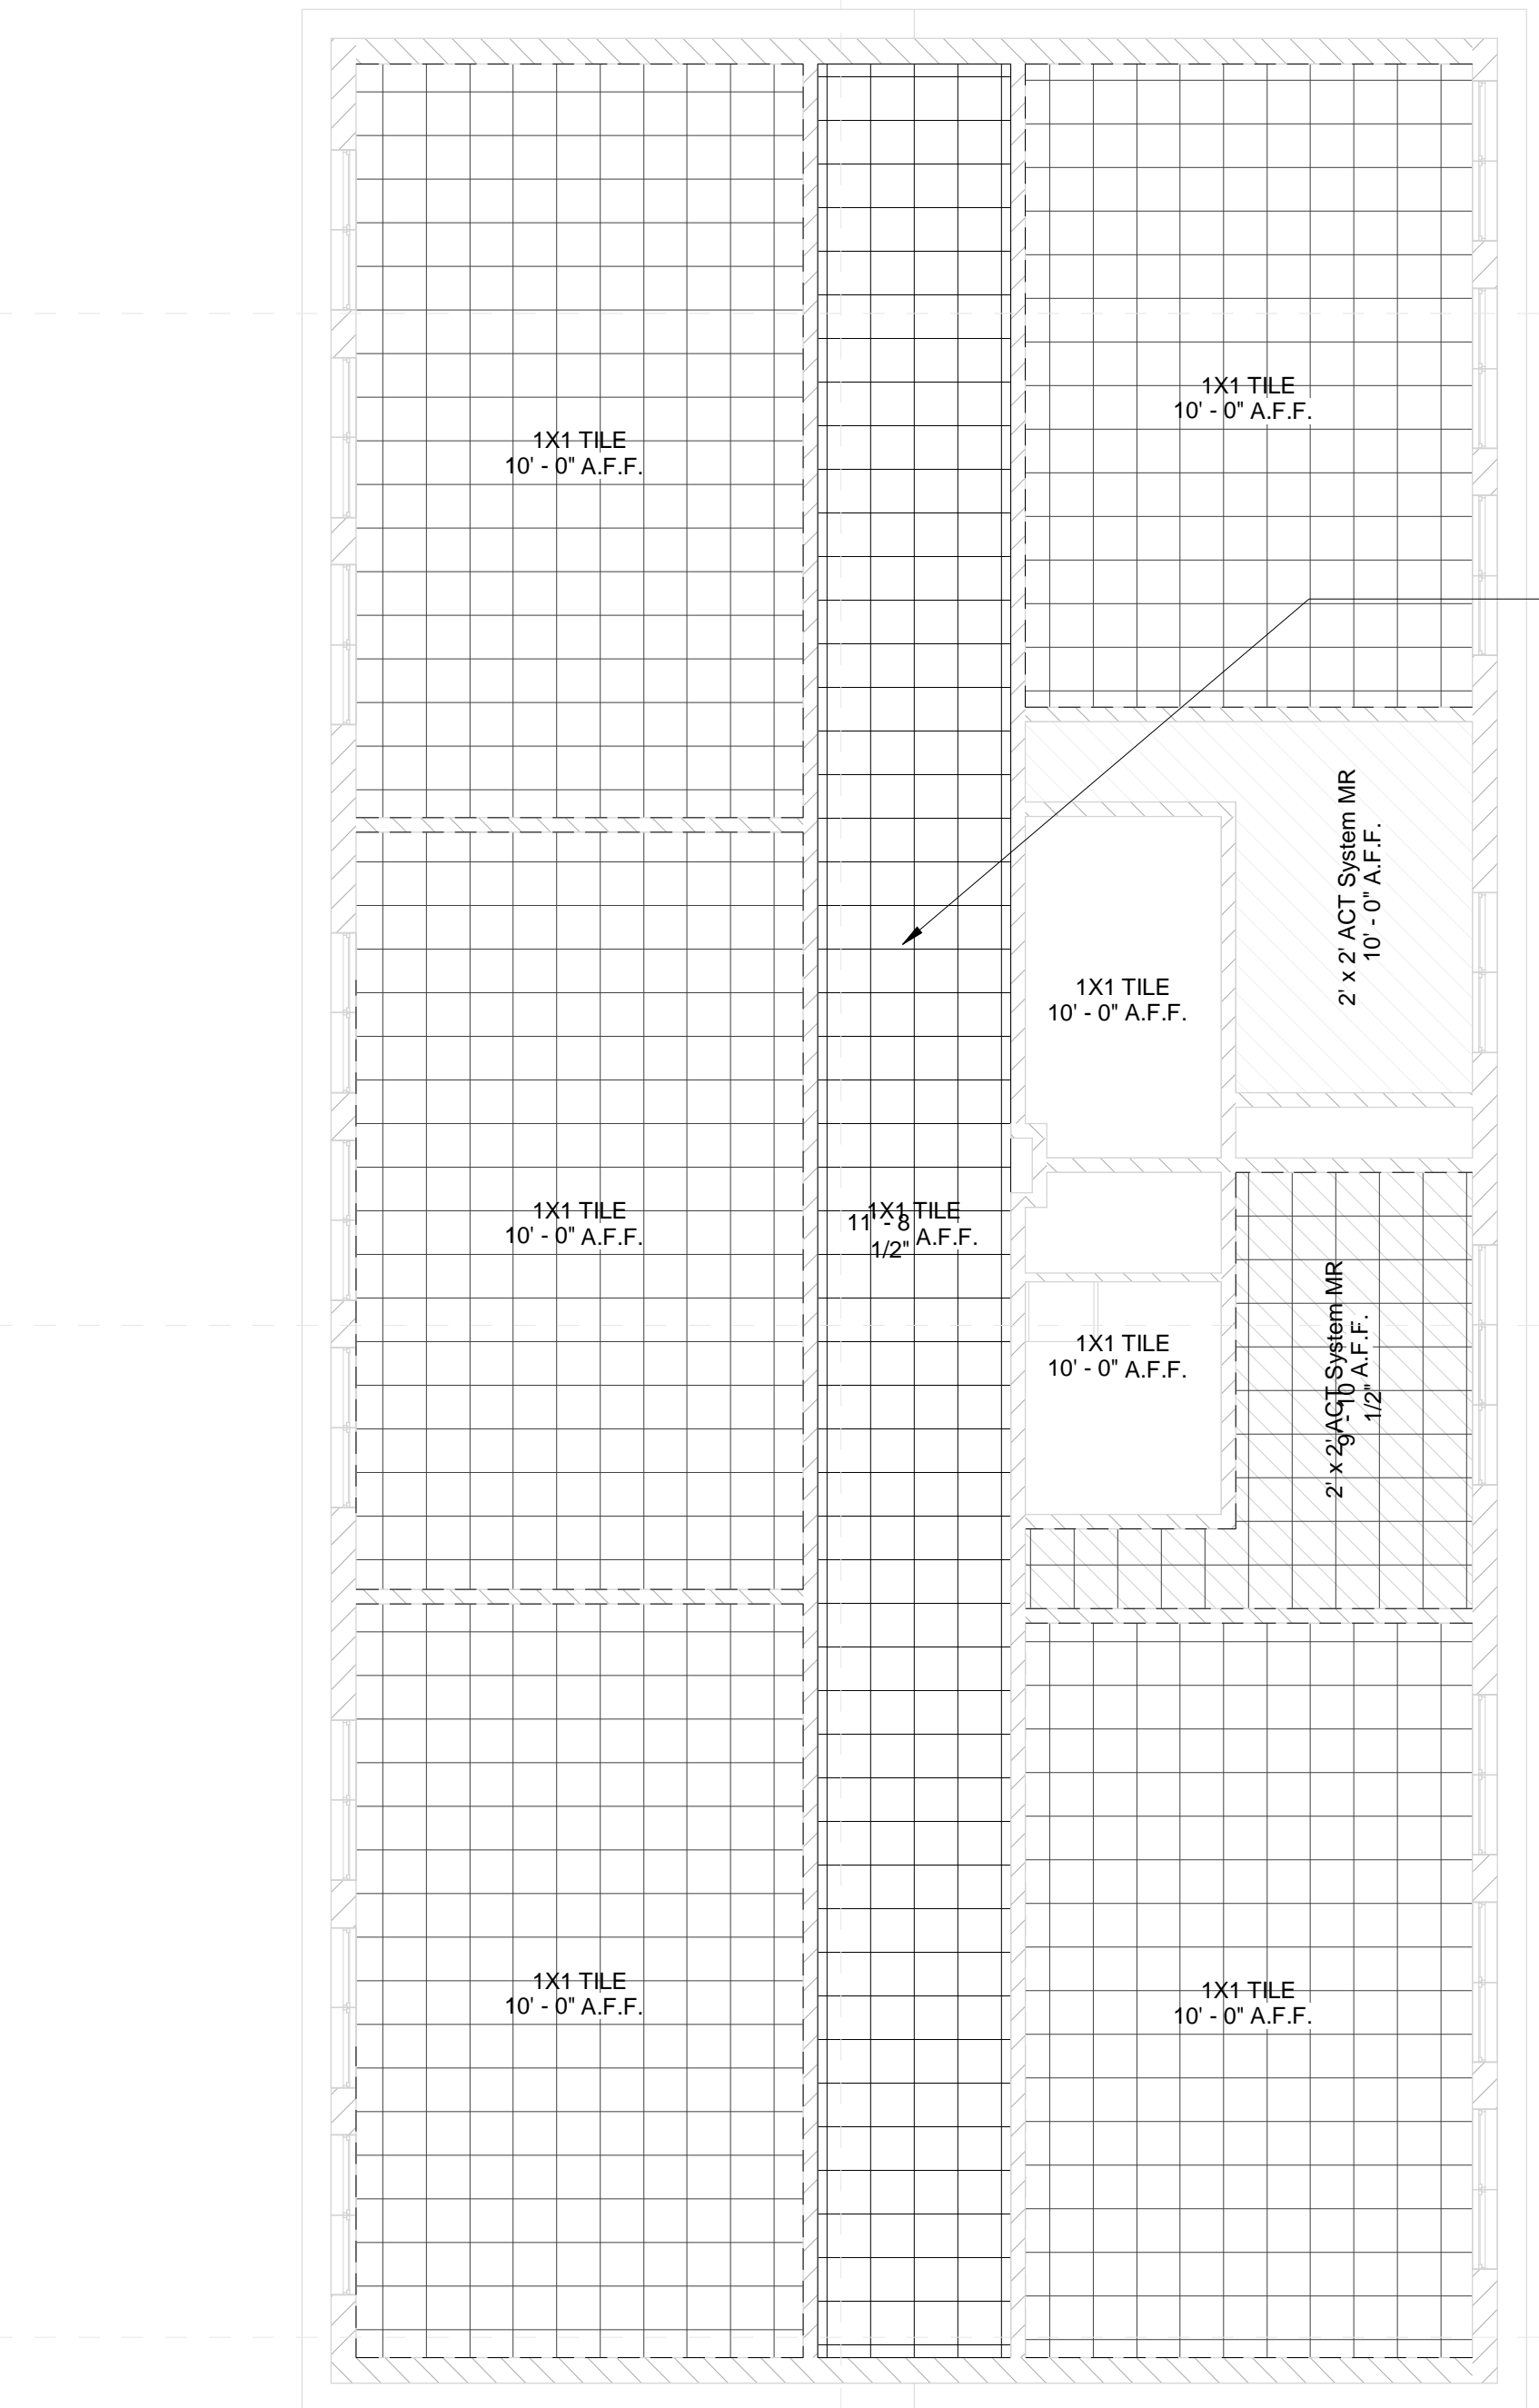 1X1 TILE
10' - 0" A.F.F.
1X1 TILE
10' - 0" A.F.F.
2' x 2' ACT System MR
10' - 0" A.F.F.
1X1 TILE
10' - 0" A.F.F.
1X1 TILE
10' - 0" A.F.F.
1X1 TILE
11' - 8
1/2" A.F.F.
1X1 TILE
10' - 0" A.F.F.
2' x 2' ACT System MR
9' - 10
1/2" A.F.F.
1X1 TILE
10' - 0" A.F.F.
1X1 TILE
10' - 0" A.F.F.